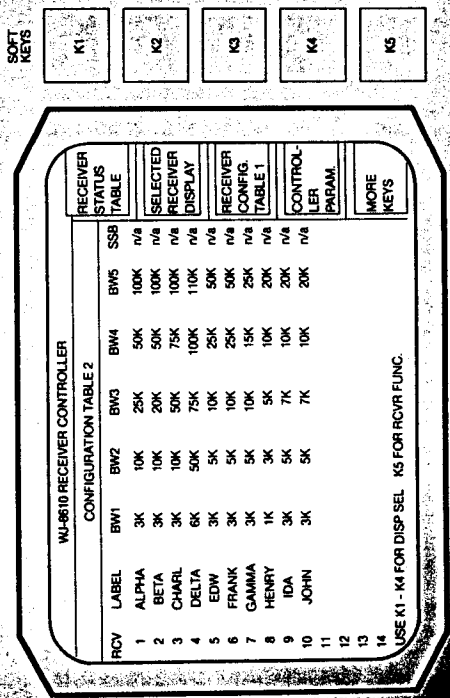 WJ-8610 RECEIVER CONTROLLER
CONFIGURATION TABLE 2
RCV LABEL BW1 BW2 BW3 BW4 BW5 SSB
1 ALPHA 3K 10K 25K 50K 100K n/a
2 BETA 3K 10K 20K 50K 100K n/a
3 CHARL 3K 10K 50K 75K 100K n/a
4 DELTA 6K 50K 75K 100K 110K n/a
5 EDW 3K 5K 10K 25K 50K n/a
6 FRANK 3K 5K 10K 25K 50K n/a
7 GAMMA 3K 5K 10K 15K 25K n/a
8 HENRY 1K 3K 5K 10K 20K n/a
9 IDA 3K 5K 7K 10K 20K n/a
10 JOHN 3K 5K 7K 10K 20K n/a
11
12
13
14
USE K1 - K4 FOR DISP SEL K5 FOR RCVR FUNC.
RECEIVER
STATUS
TABLE
SELECTED
RECEIVER
DISPLAY
RECEIVER
CONFIG.
TABLE 1
CONTROL-
LER
PARAM.
MORE
KEYS
SOFT
KEYS
K1
K2
K3
K4
K5